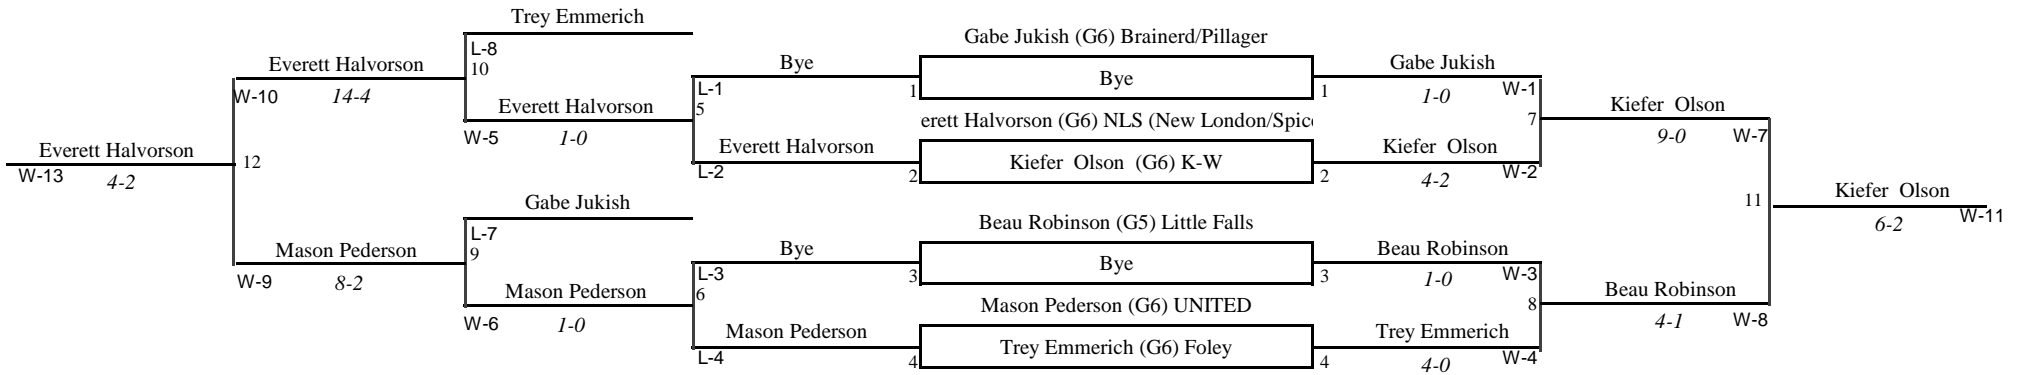 Trey Emmerich
Gabe Jukish (G6) Brainerd/Pillager
L-8
Everett Halvorson
10
Bye
Bye
Gabe Jukish
W-10
14-4
L-1
1
1
1-0
W-1
Everett Halvorson
5
Kiefer  Olson
W-5
1-0
erett Halvorson (G6) NLS (New London/Spice
7
9-0
W-7
Everett Halvorson
12
Everett Halvorson
Kiefer  Olson  (G6) K-W
Kiefer  Olson
W-13
4-2
L-2
2
2
4-2
W-2
Gabe Jukish
Kiefer  Olson
11
6-2
W-11
L-7
Beau Robinson (G5) Little Falls
Mason Pederson
9
Bye
Bye
Beau Robinson
W-9
8-2
L-3
3
3
1-0
W-3
Mason Pederson
6
Beau Robinson
W-6
1-0
Mason Pederson (G6) UNITED
8
4-1
W-8
Mason Pederson
Trey Emmerich (G6) Foley
Trey Emmerich
L-4
4
4
4-0
W-4